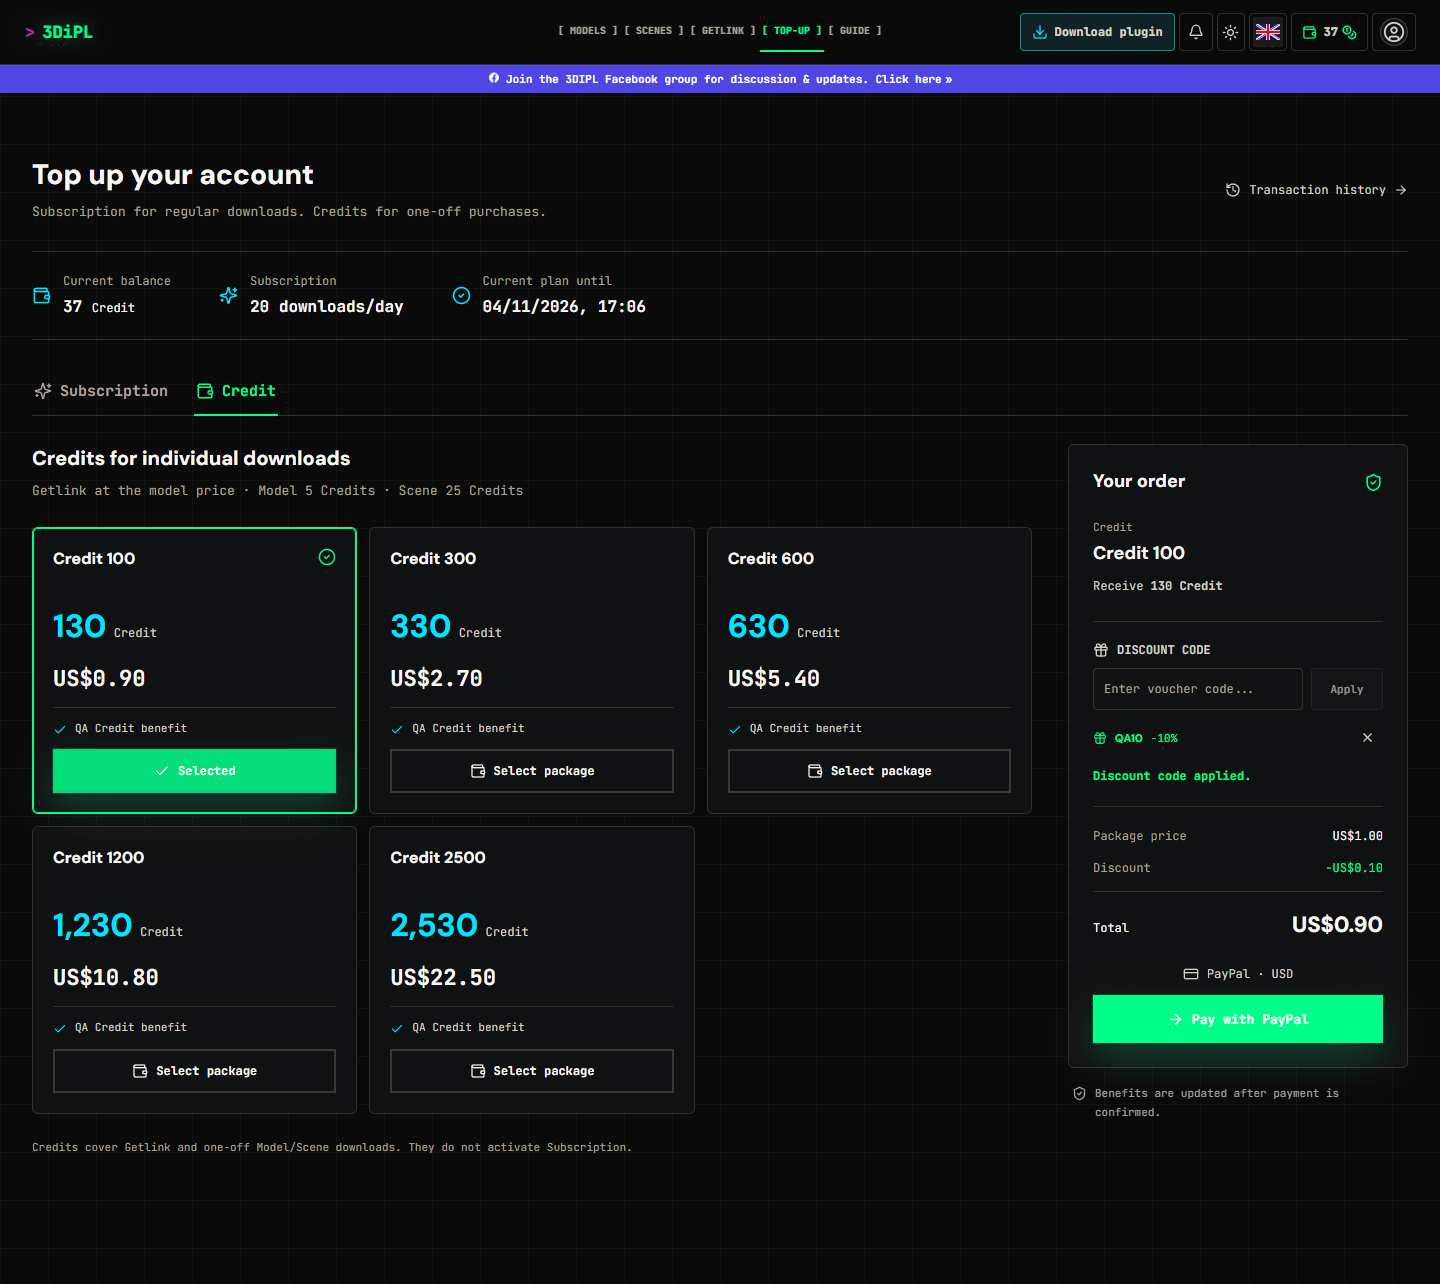 > 3DiPL
[ MODELS ] [ SCENES ] [ GETLINK ] [ TOP-UP ] [ GUIDE ]
Download plugin
37
Join the 3DIPL Facebook group for discussion & updates. Click here »
Top up your account
Subscription for regular downloads. Credits for one-off purchases.
Transaction history
Current balance
37 Credit
Subscription
20 downloads/day
Current plan until
04/11/2026, 17:06
Subscription
Credit
Credits for individual downloads
Getlink at the model price · Model 5 Credits · Scene 25 Credits
Credit 100
130 Credit
US$0.90
QA Credit benefit
Selected
Credit 300
330 Credit
US$2.70
QA Credit benefit
Select package
Credit 600
630 Credit
US$5.40
QA Credit benefit
Select package
Credit 1200
1,230 Credit
US$10.80
QA Credit benefit
Select package
Credit 2500
2,530 Credit
US$22.50
QA Credit benefit
Select package
Credits cover Getlink and one-off Model/Scene downloads. They do not activate Subscription.
Your order
Credit
Credit 100
Receive 130 Credit
DISCOUNT CODE
Enter voucher code...
Apply
QA10 -10%
Discount code applied.
Package price US$1.00
Discount -US$0.10
Total US$0.90
PayPal · USD
Pay with PayPal
Benefits are updated after payment is
confirmed.